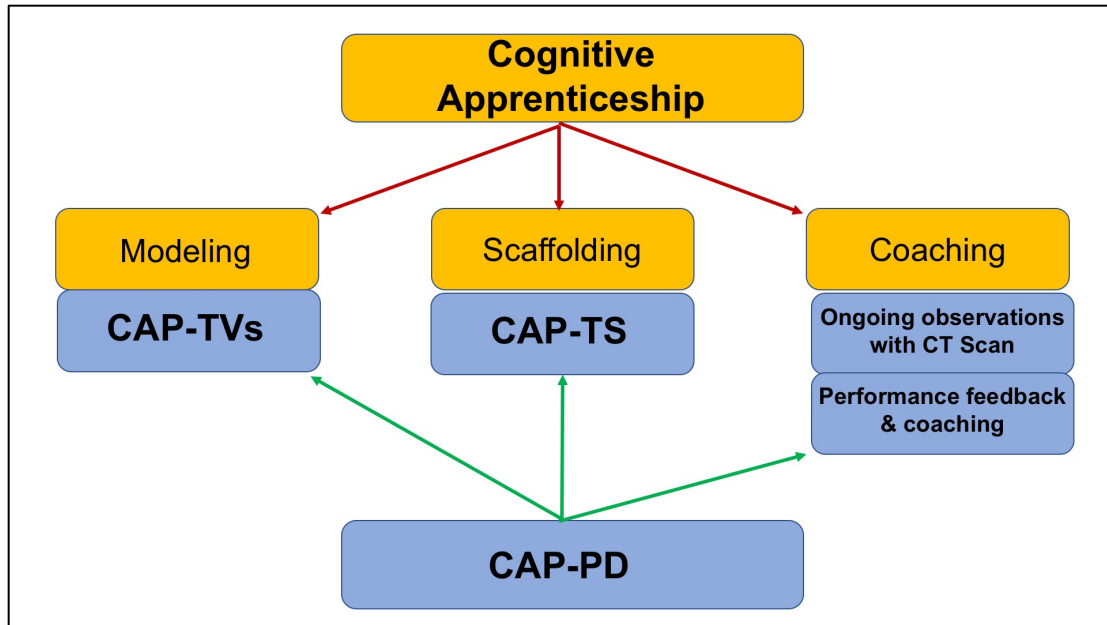 Cognitive
Apprenticeship
Modeling
Scaffolding
Coaching
CAP-TVs
CAP-TS
Ongoing observations
with CT Scan
Performance feedback
& coaching
CAP-PD